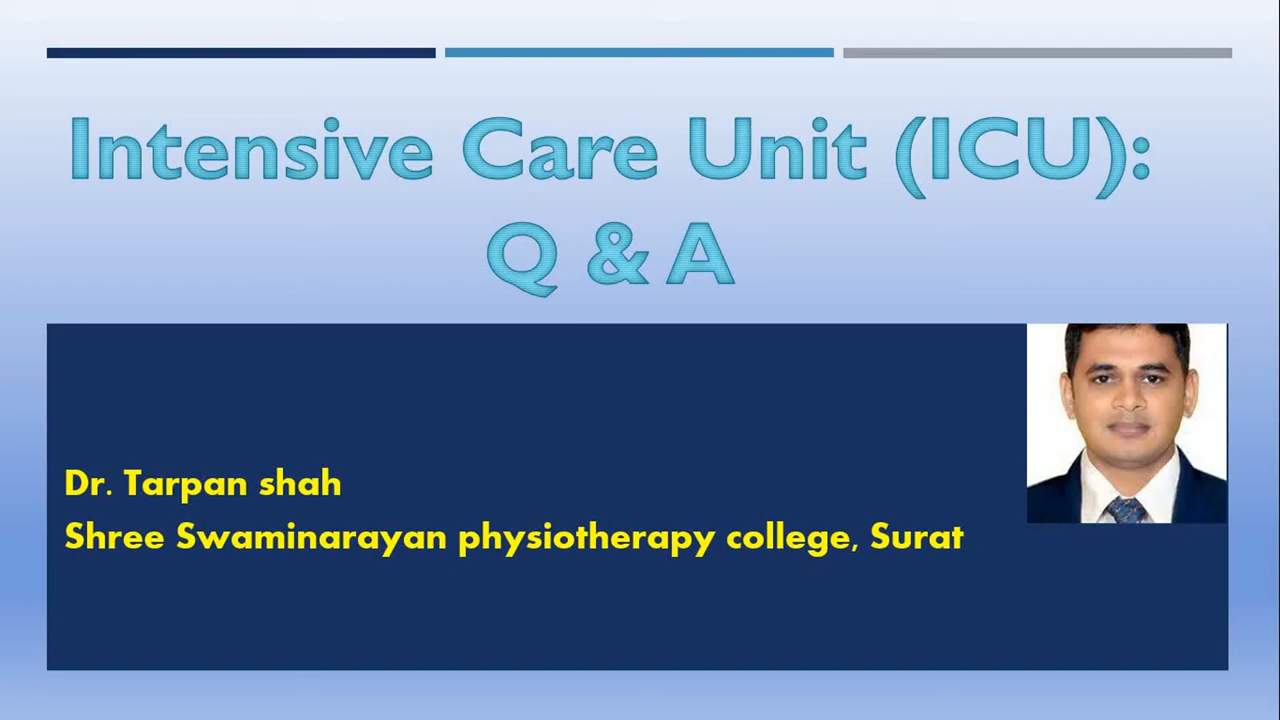 Intensive Care Unit (ICU):
Q & A
Dr. Tarpan shah
Shree Swaminarayan physiotherapy college, Surat